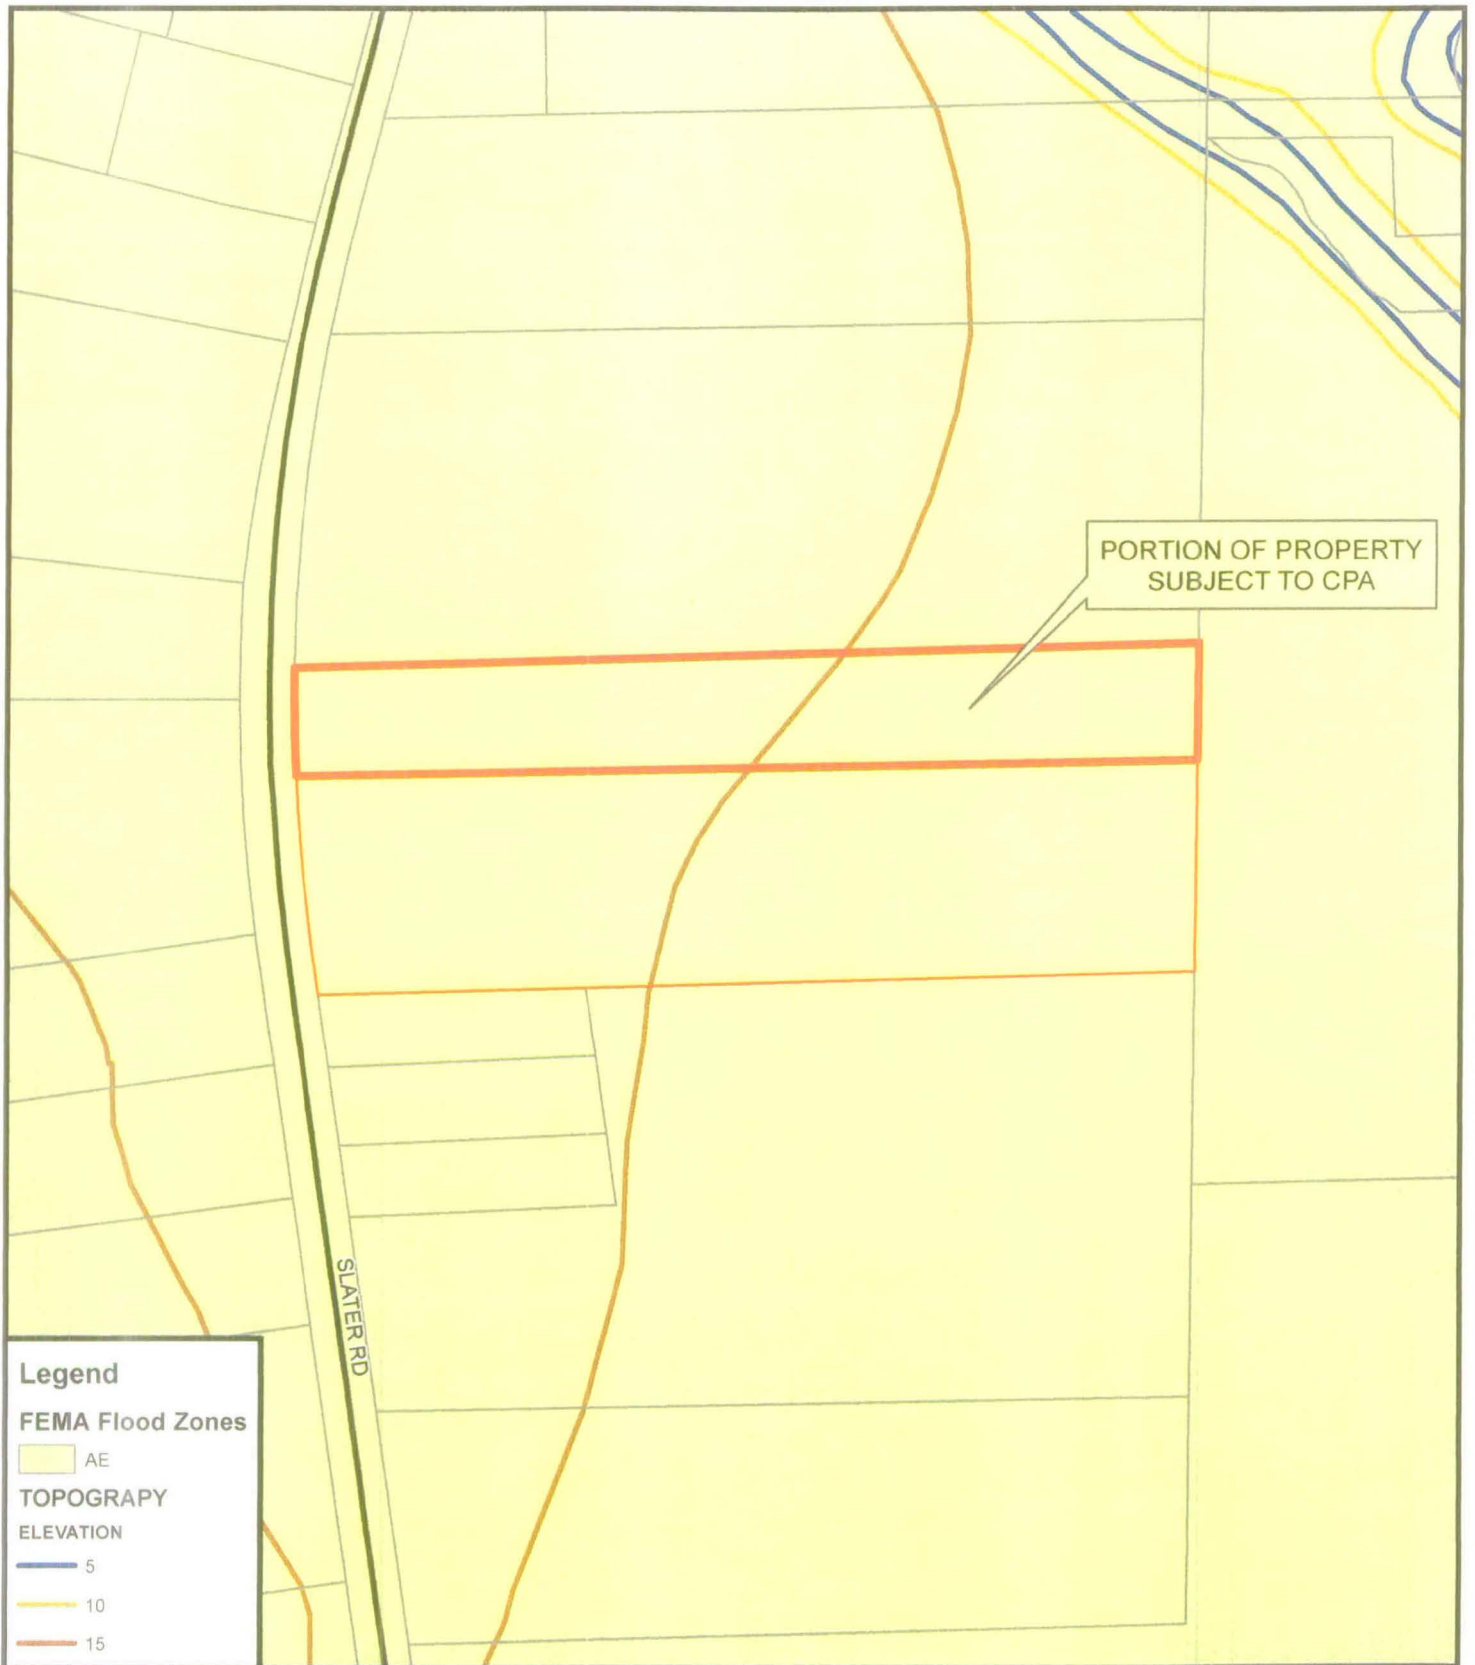 PORTION OF PROPERTY
SUBJECT TO CPA
SLATER RD
Legend
FEMA Flood Zones
AE
TOPOGRAPY
ELEVATION
5
10
15